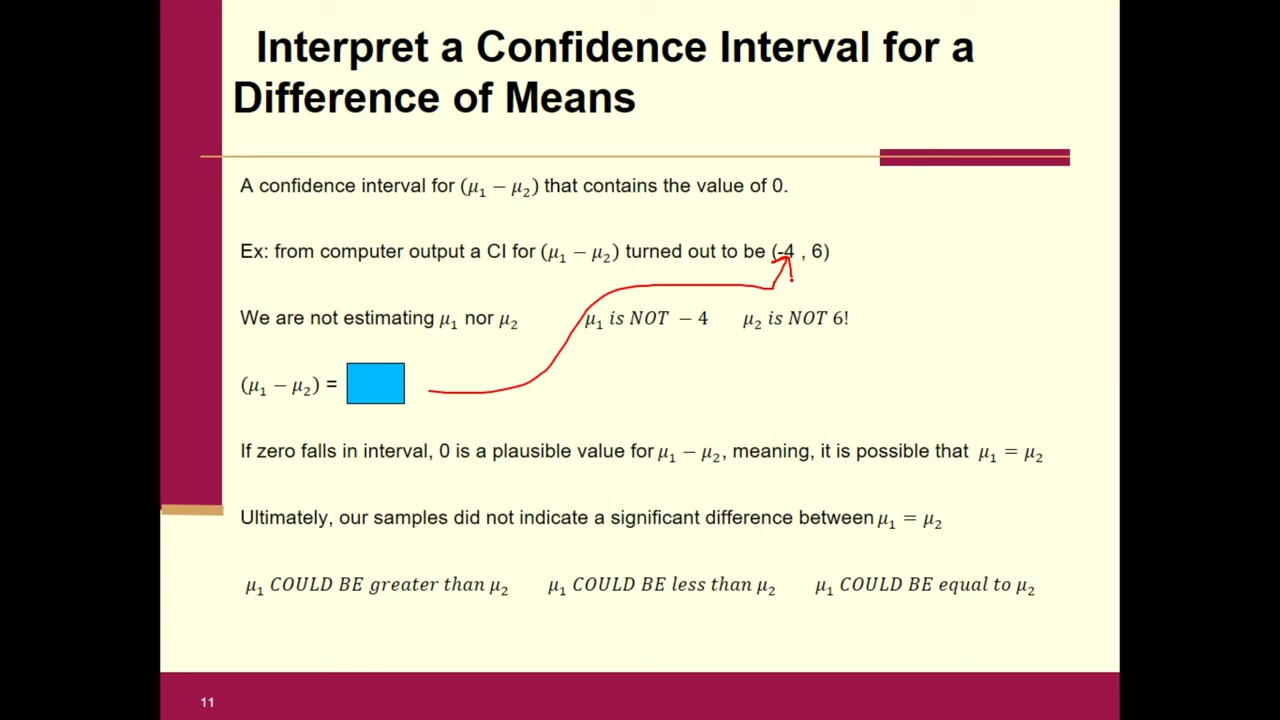 Interpret a Confidence Interval for a
Difference of Means
A confidence interval for (μ₁ − μ₂) that contains the value of 0.
Ex: from computer output a CI for (μ₁ − μ₂) turned out to be (-4 , 6)
We are not estimating μ₁ nor μ₂ μ₁ is NOT − 4 μ₂ is NOT 6!
(μ₁ − μ₂) =
If zero falls in interval, 0 is a plausible value for μ₁ − μ₂, meaning, it is possible that μ₁ = μ₂
Ultimately, our samples did not indicate a significant difference between μ₁ = μ₂
μ₁ COULD BE greater than μ₂ μ₁ COULD BE less than μ₂ μ₁ COULD BE equal to μ₂
11